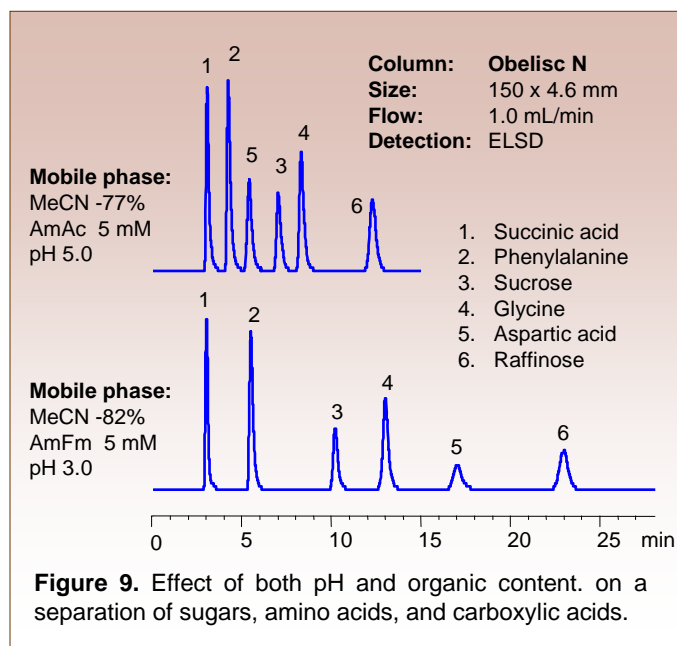 Column: Obelisc N
Size: 150 x 4.6 mm
Flow: 1.0 mL/min
Detection: ELSD
1
2
5
3
4
6
Mobile phase:
MeCN -77%
AmAc 5 mM
pH 5.0
1. Succinic acid
2. Phenylalanine
3. Sucrose
4. Glycine
5. Aspartic acid
6. Raffinose
1
2
3
4
5
6
Mobile phase:
MeCN -82%
AmFm 5 mM
pH 3.0
0 5 10 15 20 25 min
Figure 9. Effect of both pH and organic content. on a
separation of sugars, amino acids, and carboxylic acids.